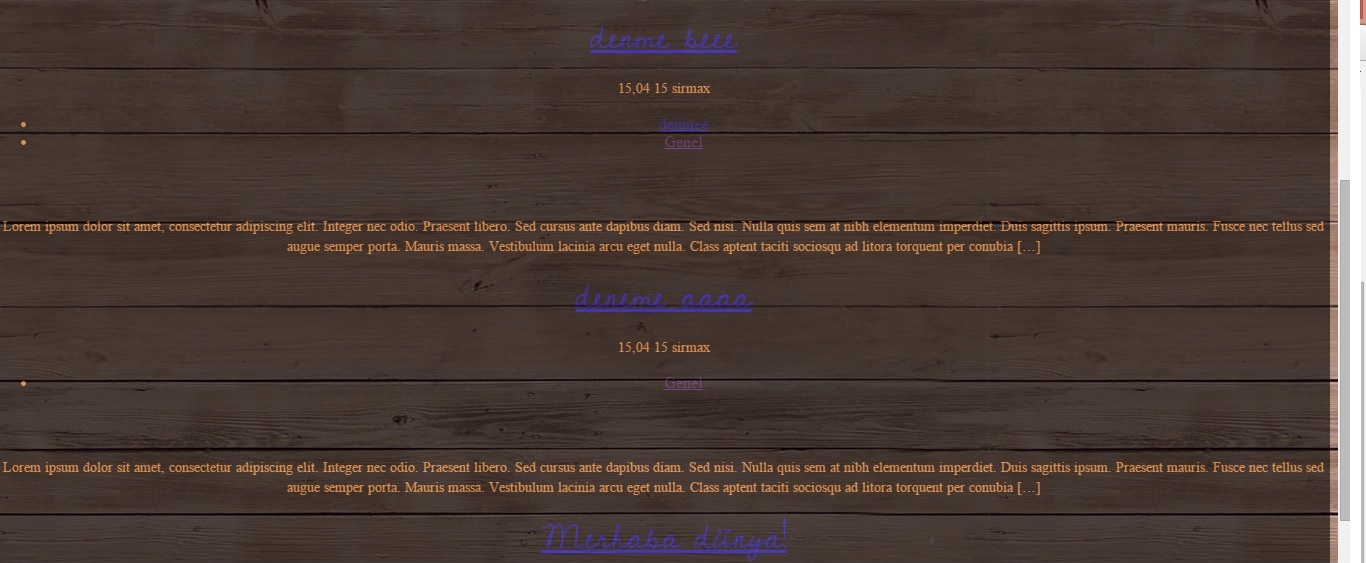 denme beee
15,04 15 sirmax
denmee
Genel
Lorem ipsum dolor sit amet, consectetur adipiscing elit. Integer nec odio. Praesent libero. Sed cursus ante dapibus diam. Sed nisi. Nulla quis sem at nibh elementum imperdiet. Duis sagittis ipsum. Praesent mauris. Fusce nec tellus sed
augue semper porta. Mauris massa. Vestibulum lacinia arcu eget nulla. Class aptent taciti sociosqu ad litora torquent per conubia […]
deneme aaaa
15,04 15 sirmax
Genel
Lorem ipsum dolor sit amet, consectetur adipiscing elit. Integer nec odio. Praesent libero. Sed cursus ante dapibus diam. Sed nisi. Nulla quis sem at nibh elementum imperdiet. Duis sagittis ipsum. Praesent mauris. Fusce nec tellus sed
augue semper porta. Mauris massa. Vestibulum lacinia arcu eget nulla. Class aptent taciti sociosqu ad litora torquent per conubia […]
Merhaba dünya!